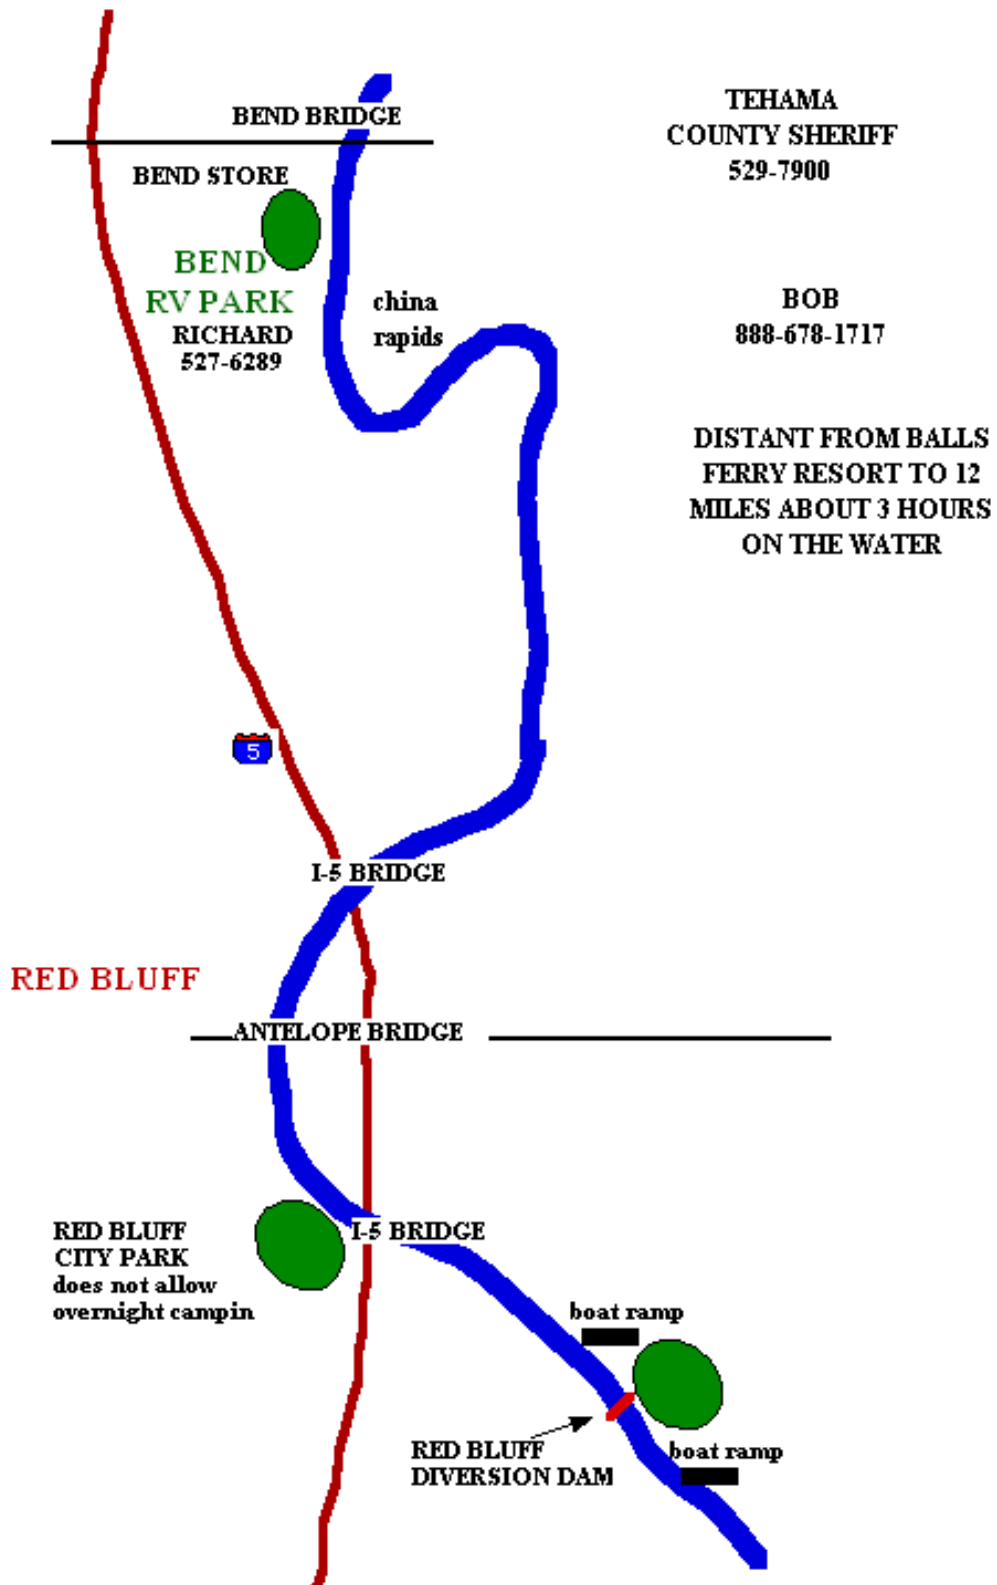 TEHAMA
COUNTY SHERIFF
529-7900
BEND BRIDGE
BEND STORE
BEND
RV PARK
RICHARD
527-6289
china
rapids
BOB
888-678-1717
DISTANT FROM BALLS
FERRY RESORT TO 12
MILES ABOUT 3 HOURS
ON THE WATER
5
I-5 BRIDGE
RED BLUFF
ANTELOPE BRIDGE
I-5 BRIDGE
RED BLUFF
CITY PARK
does not allow
overnight campin
boat ramp
RED BLUFF
DIVERSION DAM
boat ramp